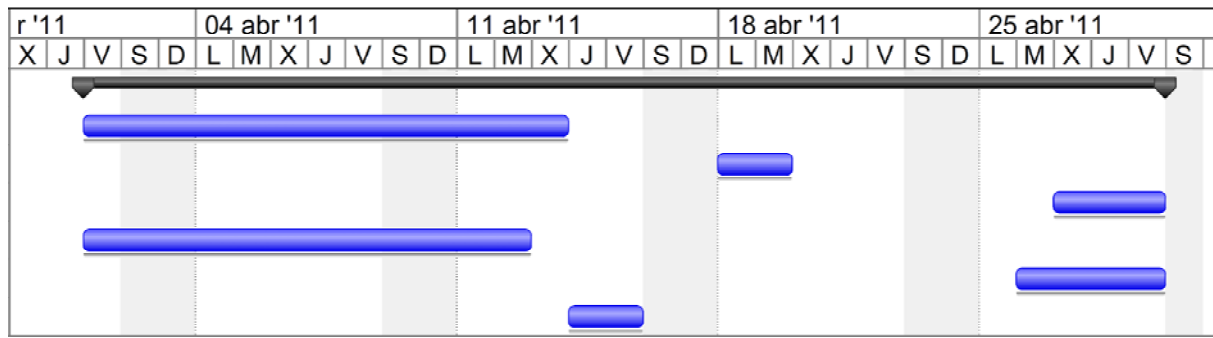 r '11 04 abr '11 11 abr '11 18 abr '11 25 abr '11
X J V S D L M X J V S D L M X J V S D L M X J V S D L M X J V S